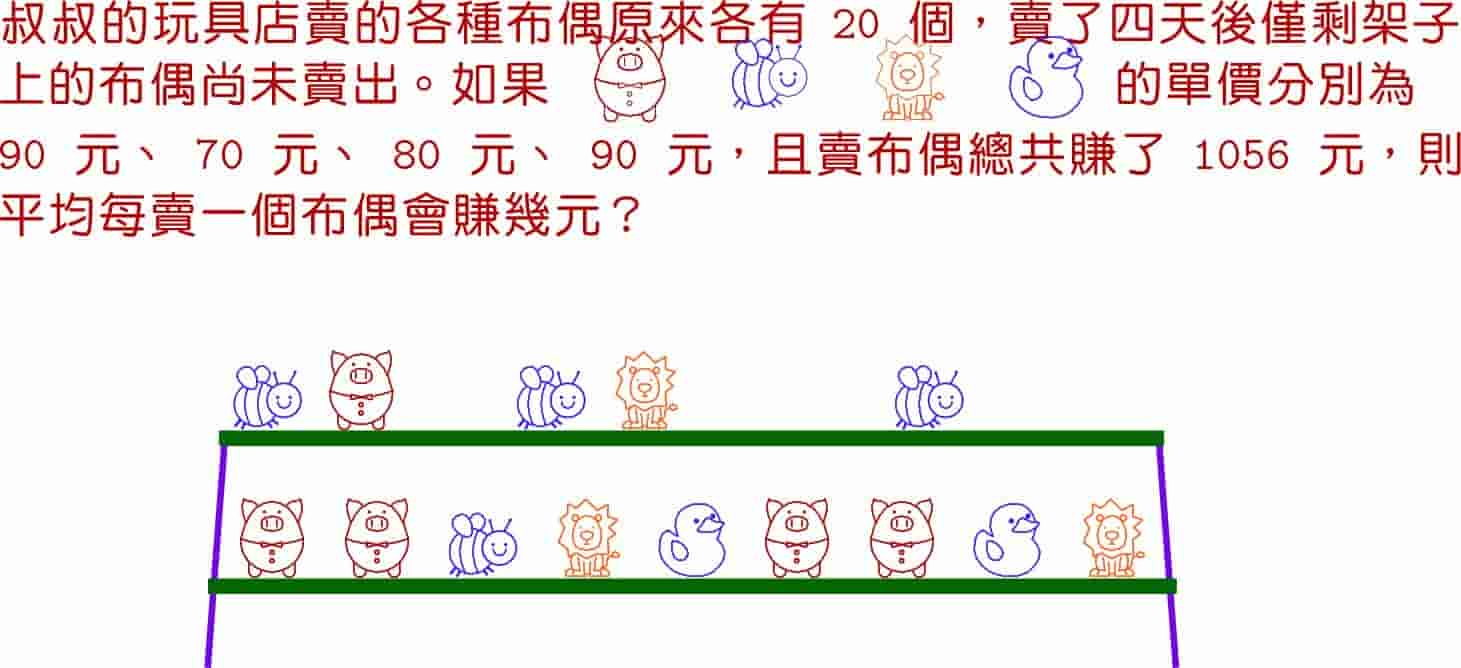 叔叔的玩具店賣的各種布偶原來各有 20 個,賣了四天後僅剩架子
上的布偶尚未賣出。如果 的單價分別為
90 元、 70 元、 80 元、 90 元,且賣布偶總共賺了 1056 元,則
平均每賣一個布偶會賺幾元?